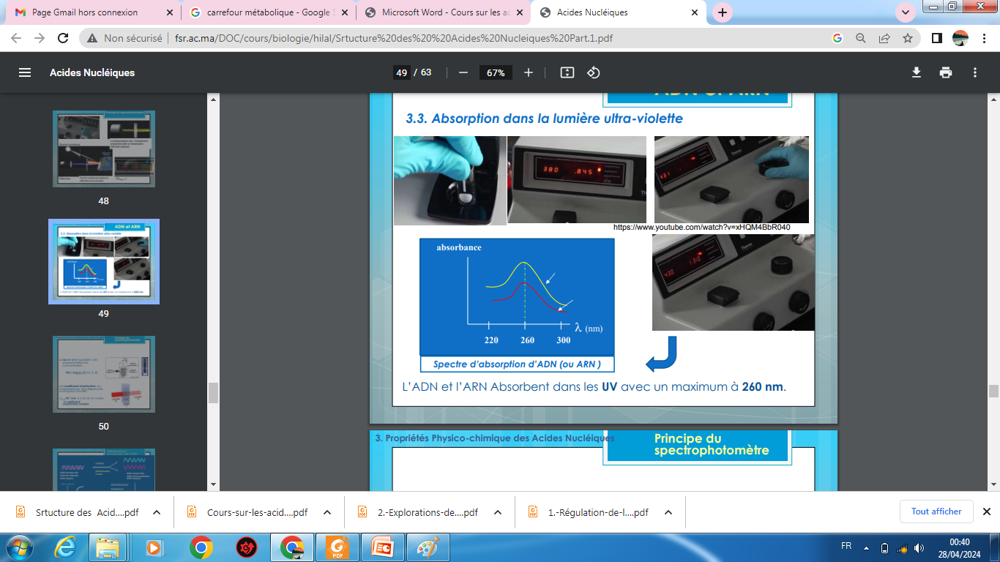 Page Gmail hors connexion
carrefour métabolique - Google S
Microsoft Word - Cours sur les ac
Acides Nucléiques
Non sécurisé
fsr.ac.ma/DOC/cours/biologie/hilal/Srtucture%20des%20%20Acides%20Nucleiques%20Part.1.pdf
Acides Nucléiques
49 / 63
67%
48
ADN et ARN
49
50
ADN et ARN
3.3. Absorption dans la lumière ultra-violette
380 .845
431
https://www.youtube.com/watch?v=xHQM4BbR040
430 1.310
absorbance
λ (nm)
220 260 300
Spectre d'absorption d'ADN (ou ARN )
L'ADN et l'ARN Absorbent dans les UV avec un maximum à 260 nm.
3. Propriétés Physico-chimique des Acides Nucléiques
Principe du
spectrophotomètre
Srtucture des Acid....pdf
Cours-sur-les-acid....pdf
2.-Explorations-de....pdf
1.-Régulation-de-l....pdf
Tout afficher
PDF
FR
00:40
28/04/2024